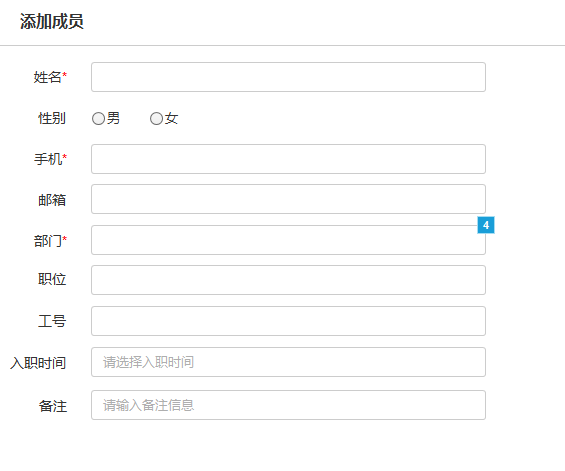 添加成员
姓名*
性别 男 女
手机*
邮箱
4
部门*
职位
工号
入职时间 请选择入职时间
备注 请输入备注信息